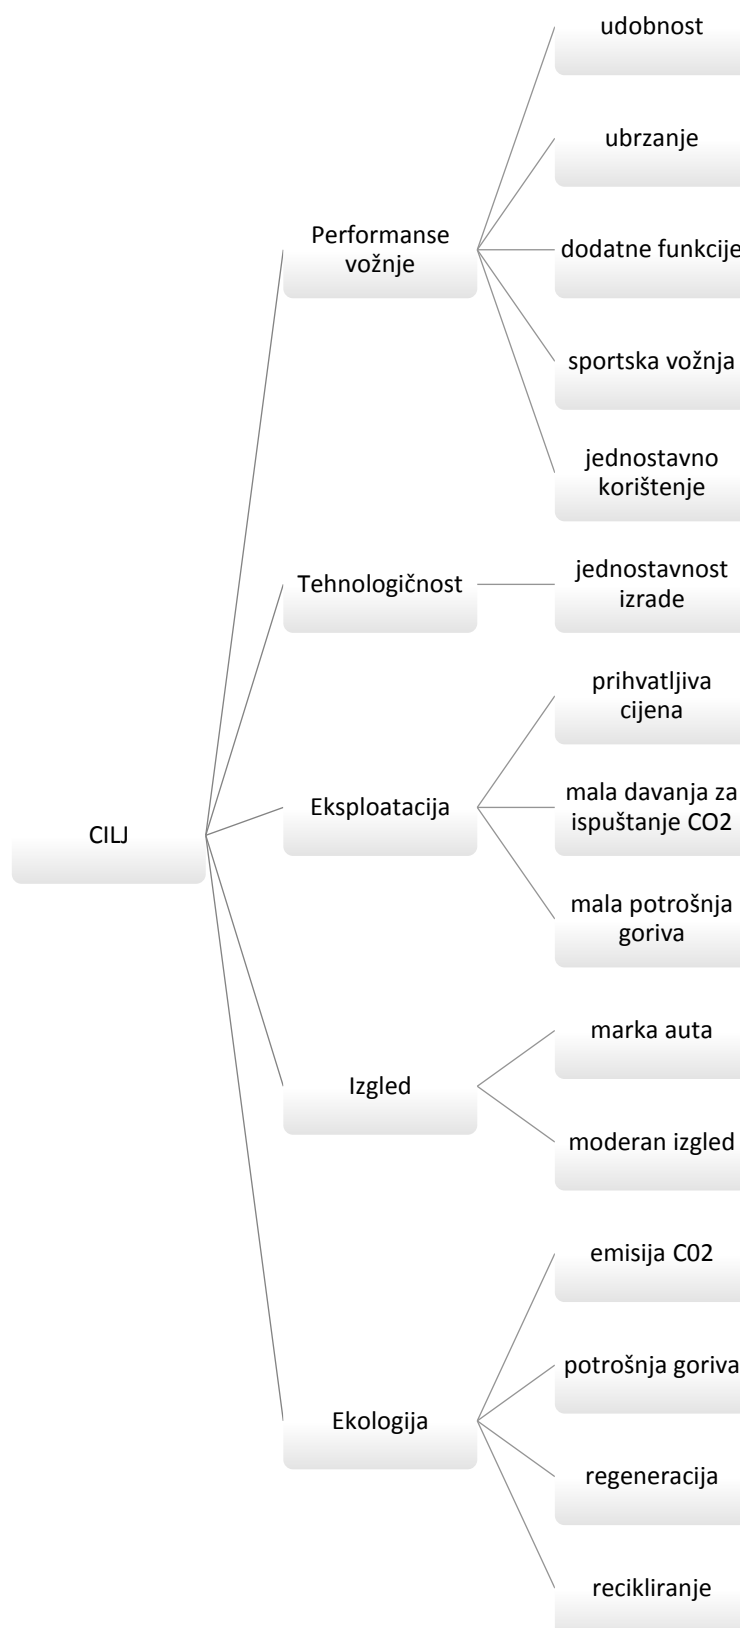 CILJ
Performanse
vožnje
udobnost
ubrzanje
dodatne funkcije
sportska vožnja
jednostavno
korištenje
Tehnologičnost
jednostavnost
izrade
Eksploatacija
prihvatljiva
cijena
mala davanja za
ispuštanje CO2
mala potrošnja
goriva
Izgled
marka auta
moderan izgled
Ekologija
emisija C02
potrošnja goriva
regeneracija
recikliranje